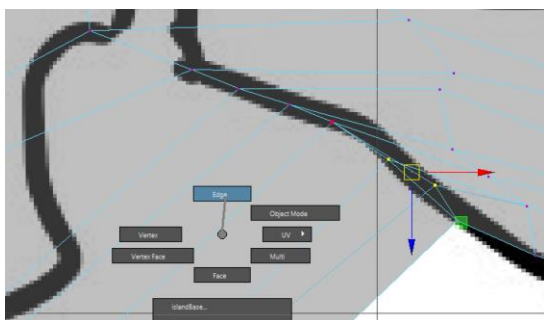 Edge
Object Mode
Vertex
UV
Vertex Face
Multi
Face
islandBase...